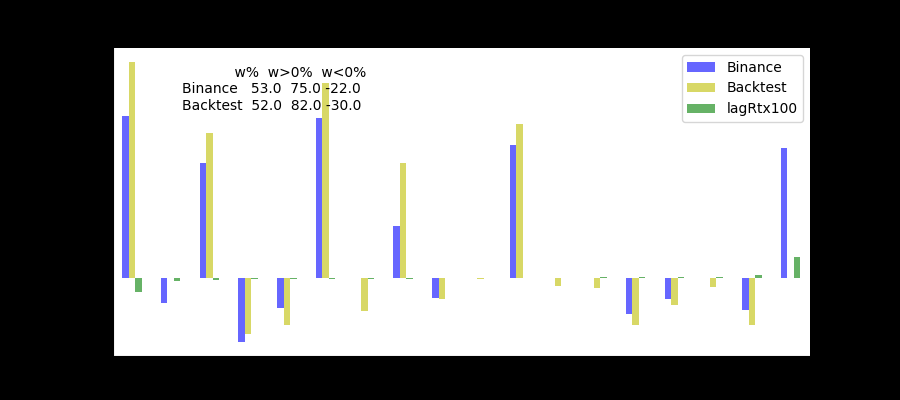 w% w>0% w<0%
Binance 53.0 75.0 -22.0
Backtest 52.0 82.0 -30.0
Binance
Backtest
lagRtx100